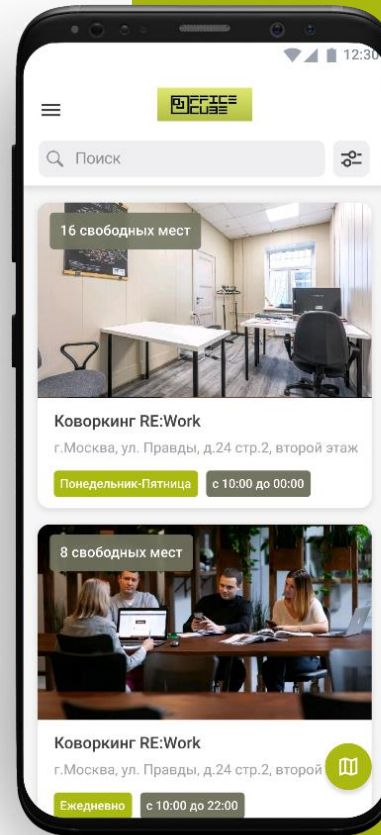 12:30
OFFICE
CUBE
Поиск
16 свободных мест
Коворкинг RE:Work
г.Москва, ул. Правды, д.24 стр.2, второй этаж
Понедельник-Пятница
с 10:00 до 00:00
8 свободных мест
Коворкинг RE:Work
г.Москва, ул. Правды, д.24 стр.2, второй
Ежедневно
с 10:00 до 22:00